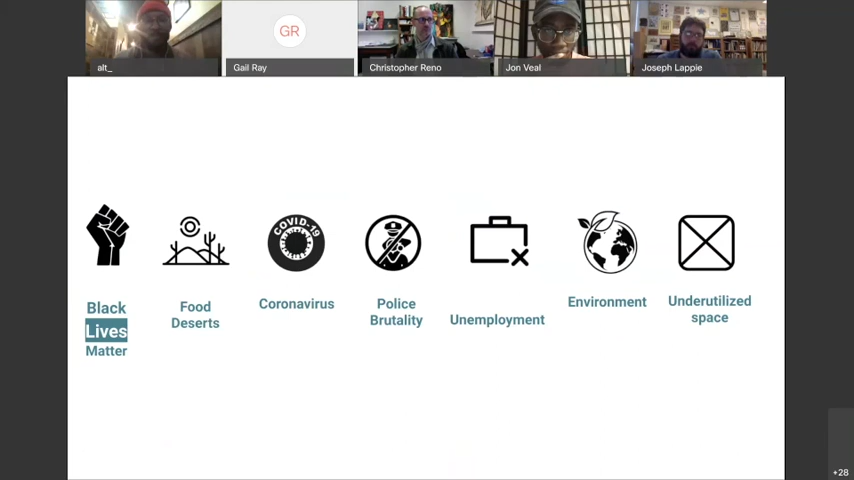 GR
alt_
Gail Ray
Christopher Reno
Jon Veal
Joseph Lappie
COVID-19
Black
Lives
Matter
Food
Deserts
Coronavirus
Police
Brutality
Unemployment
Environment
Underutilized
space
+28